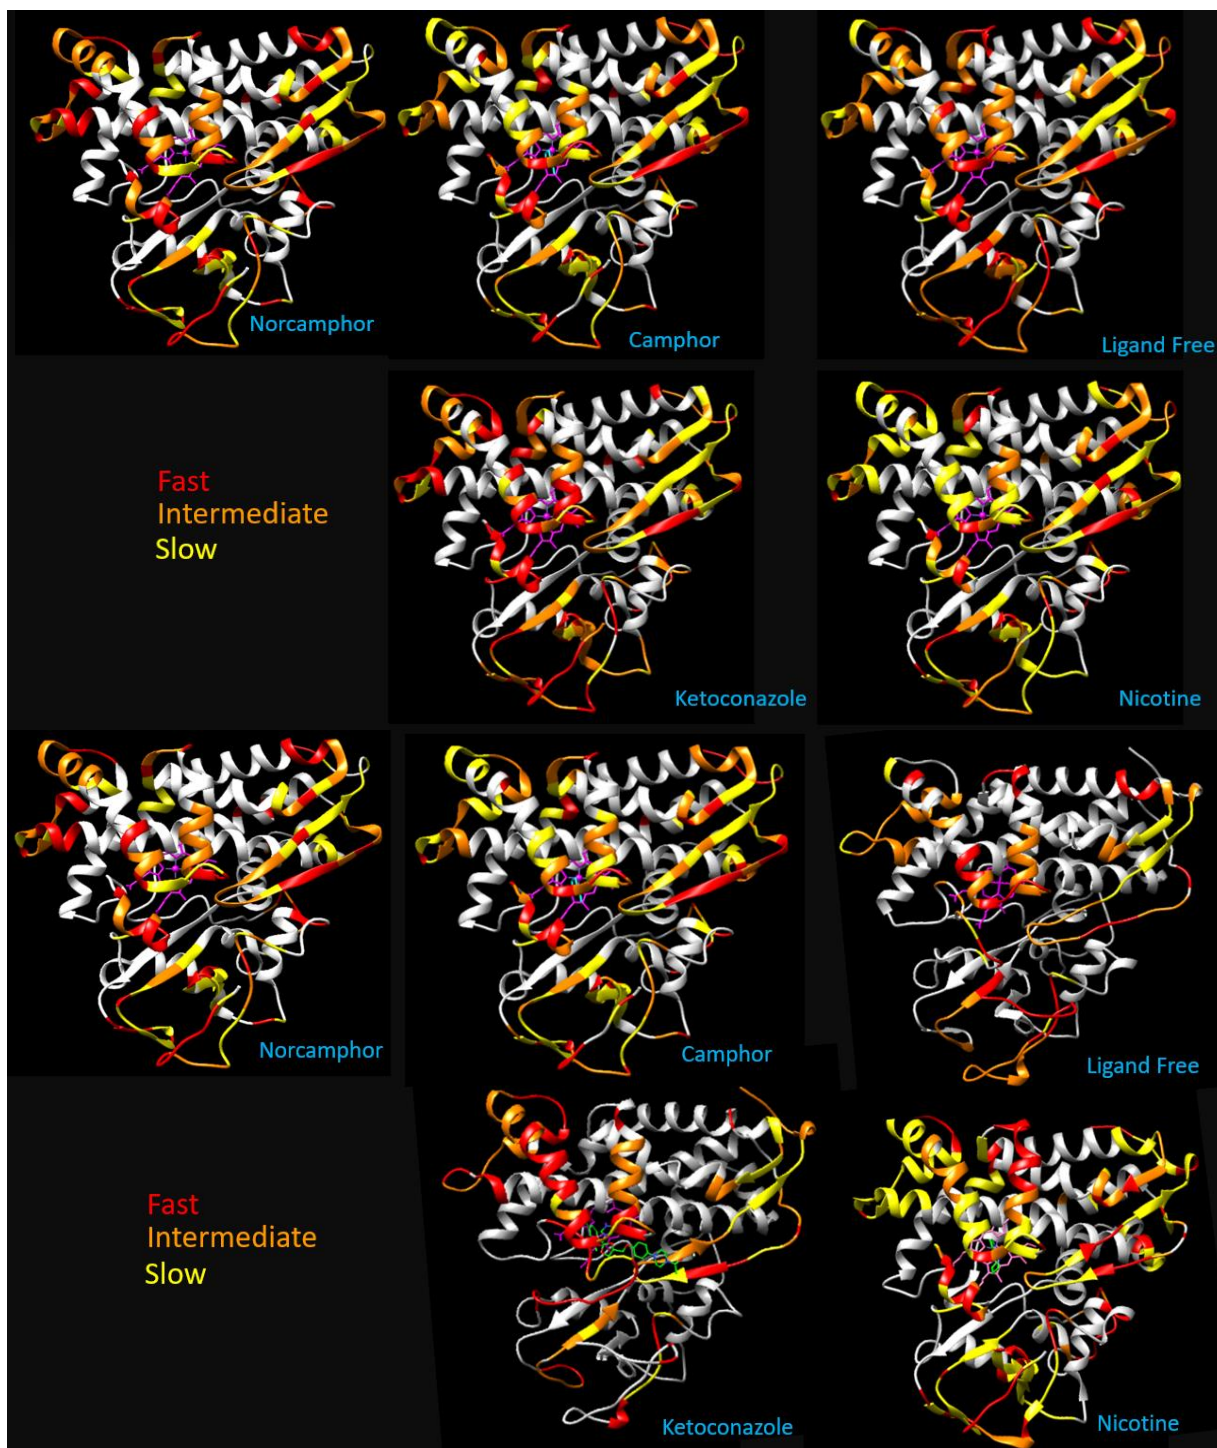 Norcamphor
Camphor
Ligand Free
Fast
Intermediate
Slow
Ketoconazole
Nicotine
Norcamphor
Camphor
Ligand Free
Fast
Intermediate
Slow
Ketoconazole
Nicotine